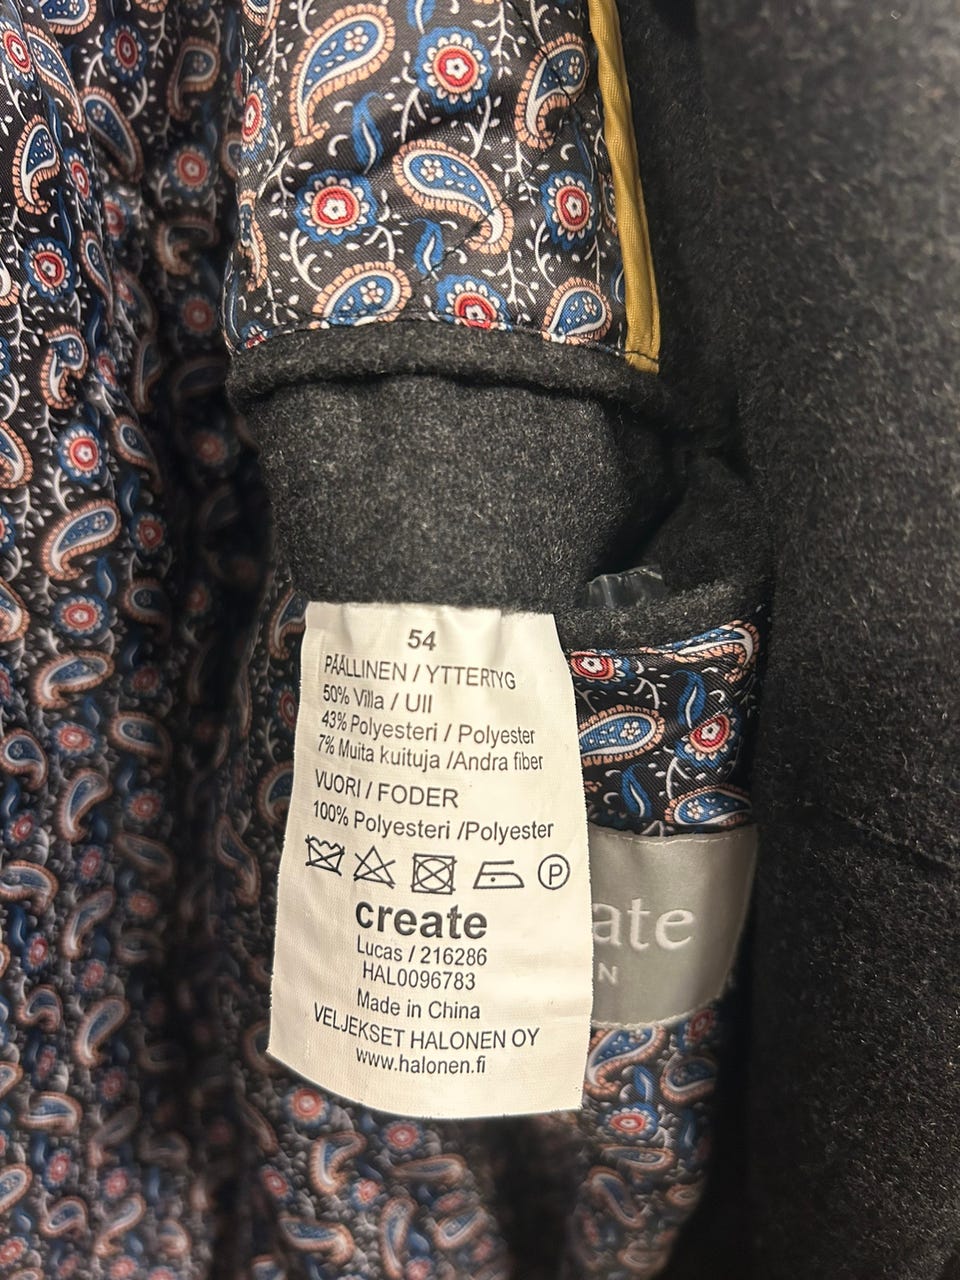 54
PÄÄLLINEN / YTTERTYG
50% Villa / Ull
43% Polyesteri / Polyester
7% Muita kuituja /Andra fiber
VUORI / FODER
100% Polyesteri /Polyester
P
create
Lucas / 216286
HAL0096783
Made in China
VELJEKSET HALONEN OY
www.halonen.fi
ate
N